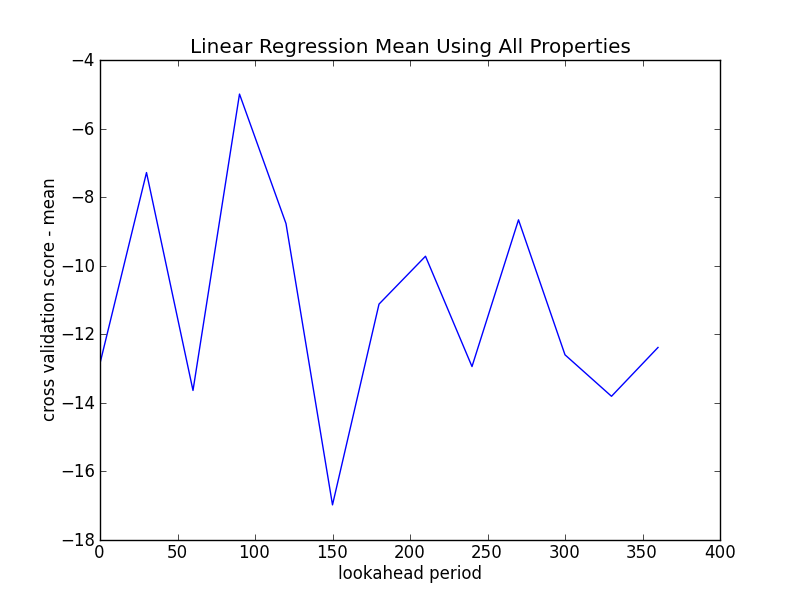 Linear Regression Mean Using All Properties
−4
−6
−8
−10
−12
−14
−16
−18
cross validation score - mean
0 50 100 150 200 250 300 350 400
lookahead period